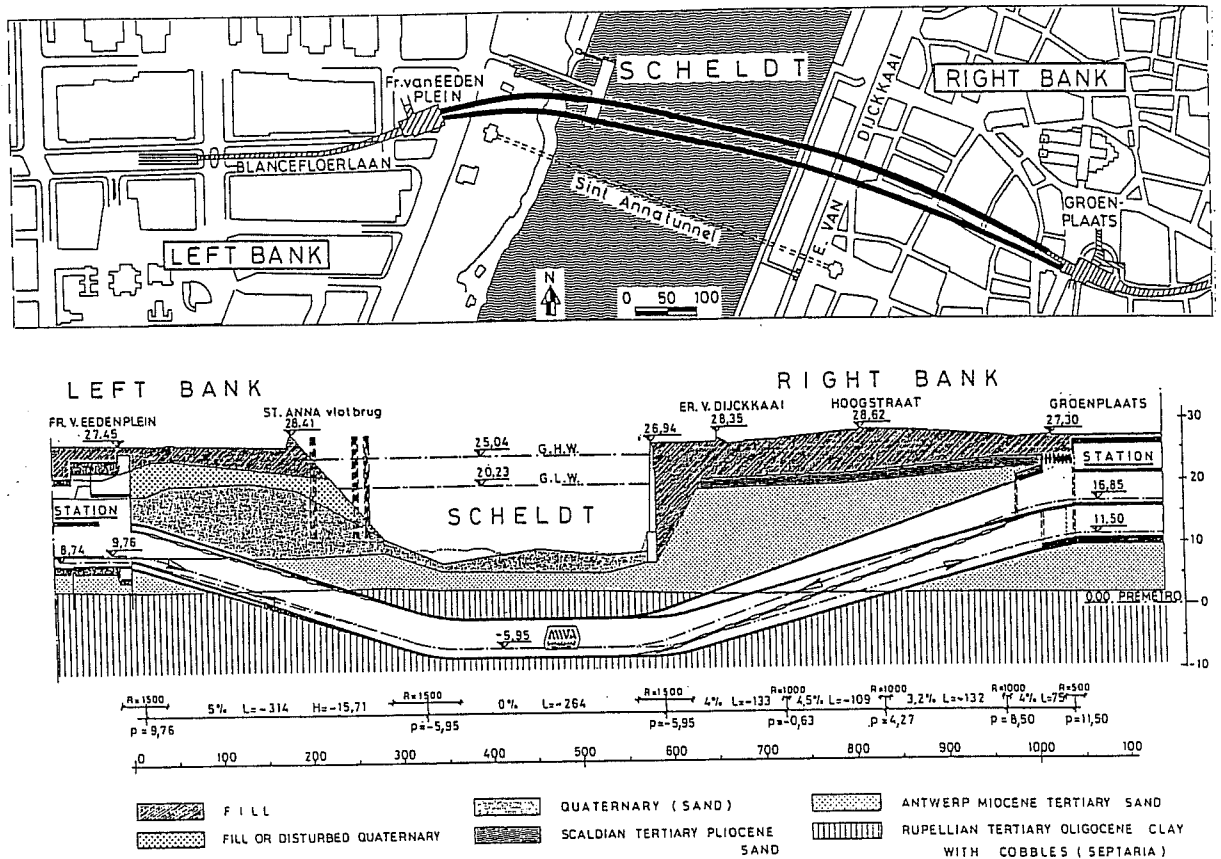 SCHELDT
RIGHT BANK
Fr. van EEDEN
PLEIN
BLANCEFLOERLAAN
LEFT BANK
Sint Annatunnel
E. VAN DIJCKKAAI
GROEN-
PLAATS
N
0 50 100
LEFT BANK
RIGHT BANK
FR. V. EEDENPLEIN
27.45
ST. ANNA vlotbrug
28.41
ER. V. DIJCKKAAI
28,35
HOOGSTRAAT
28,62
GROENPLAATS
27,30
26,94
25,04
G.H.W.
20,23
G.L.W.
SCHELDT
STATION
8,74
9,76
STATION
16,85
11,50
+30
20
10
0
-10
0.00. PREMETRO
-5,95
MIVA
R=1500
R=1500
R=1500
R=1000
R=1000
R=1000
R=500
5% L=~314 H=-15,71
0% L=~264
4% L=~133
4,5% L=~109
3,2% L=~132
4% L=75
p=9,76
p=-5,95
p=-5,95
p=-0,63
p=4,27
p=8,50
p=11,50
0 100 200 300 400 500 600 700 800 900 1000 100
FILL
QUATERNARY (SAND)
ANTWERP MIOCENE TERTIARY SAND
FILL OR DISTURBED QUATERNARY
SCALDIAN TERTIARY PLIOCENE
SAND
RUPELLIAN TERTIARY OLIGOCENE CLAY
WITH COBBLES (SEPTARIA)